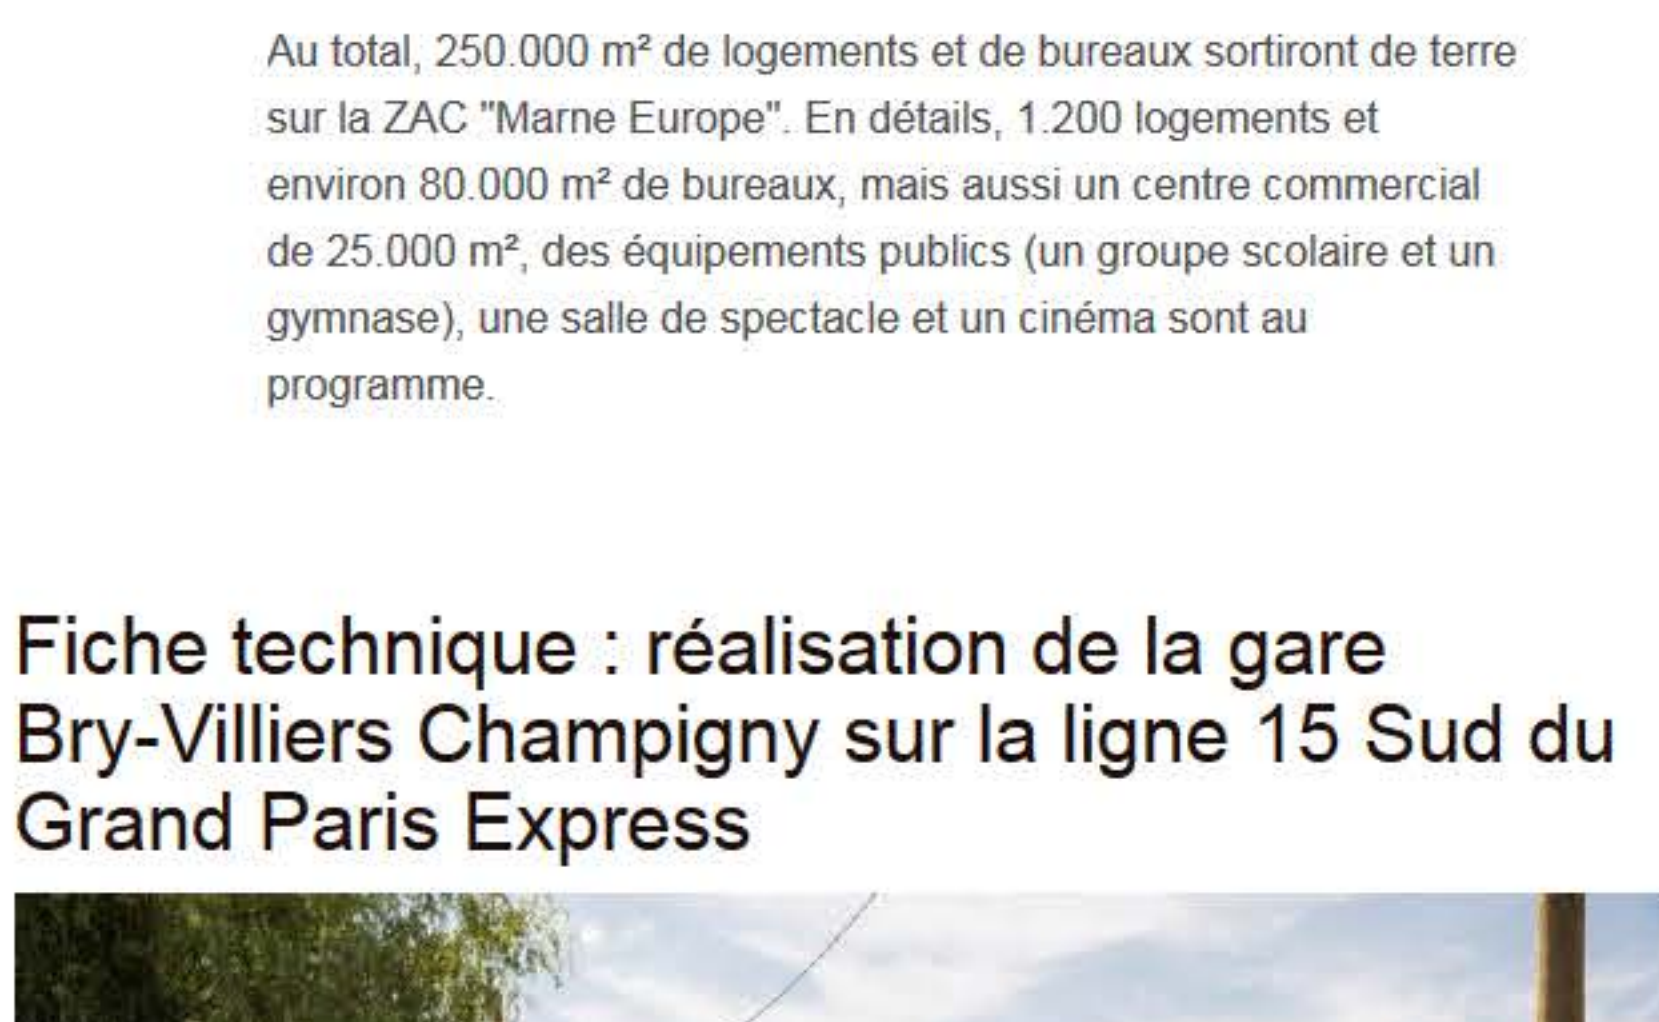 Au total, 250.000 m² de logements et de bureaux sortiront de terre
sur la ZAC "Marne Europe". En détails, 1.200 logements et
environ 80.000 m² de bureaux, mais aussi un centre commercial
de 25.000 m², des équipements publics (un groupe scolaire et un
gymnase), une salle de spectacle et un cinéma sont au
programme.
Fiche technique : réalisation de la gare
Bry-Villiers Champigny sur la ligne 15 Sud du
Grand Paris Express